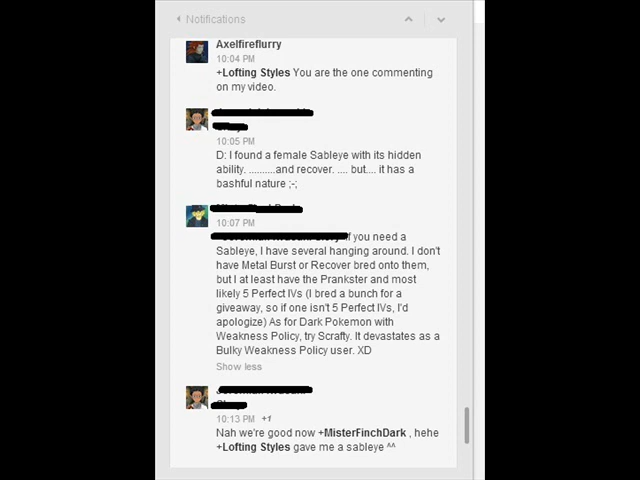 Notifications
Axelfireflurry
10:04 PM
+Lofting Styles You are the one commenting
on my video.
10:05 PM
D: I found a female Sableye with its hidden
ability. ..........and recover. .... but.... it has a
bashful nature ;-;
10:07 PM
if you need a
Sableye, I have several hanging around. I don't
have Metal Burst or Recover bred onto them,
but I at least have the Prankster and most
likely 5 Perfect IVs (I bred a bunch for a
giveaway, so if one isn't 5 Perfect IVs, I'd
apologize) As for Dark Pokemon with
Weakness Policy, try Scrafty. It devastates as a
Bulky Weakness Policy user. XD
Show less
10:13 PM +1
Nah we're good now +MisterFinchDark , hehe
+Lofting Styles gave me a sableye ^^